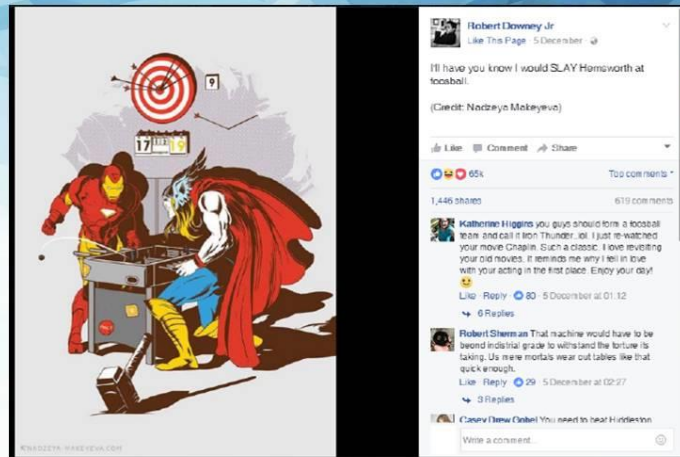 9
17 19
©NADZEYA-MAKEYEVA.COM
Robert Downey Jr
Like This Page · 5 December ·
I'll have you know I would SLAY Hemsworth at
foosball.
(Credit: Nadzeya Makeyeva)
Like Comment Share
65k Top comments
1,446 shares 619 comments
Katherine Higgins you guys should form a foosball
team and call it Iron Thunder. lol. I just re-watched
your movie Chaplin. Such a classic. I love revisiting
your old movies. It reminds me why I fell in love
with your acting in the first place. Enjoy your day!
Like · Reply · 80 · 5 December at 01:12
6 Replies
Robert Sherman That machine would have to be
beond indistrial grade to withstand the torture its
taking. Us mere mortals wear out tables like that
quick enough.
Like · Reply · 29 · 5 December at 02:27
3 Replies
Casey Drew Gobel You need to beat Hiddleston
Write a comment...